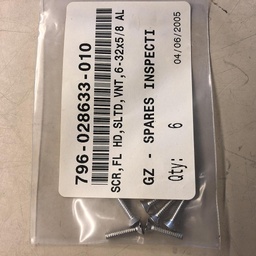 796-028633-010
SCR,FL HD,SLTD,VNT,6-32x5/8 AL
GZ - SPARES INSPECTI
Qty: 6
04/06/2005